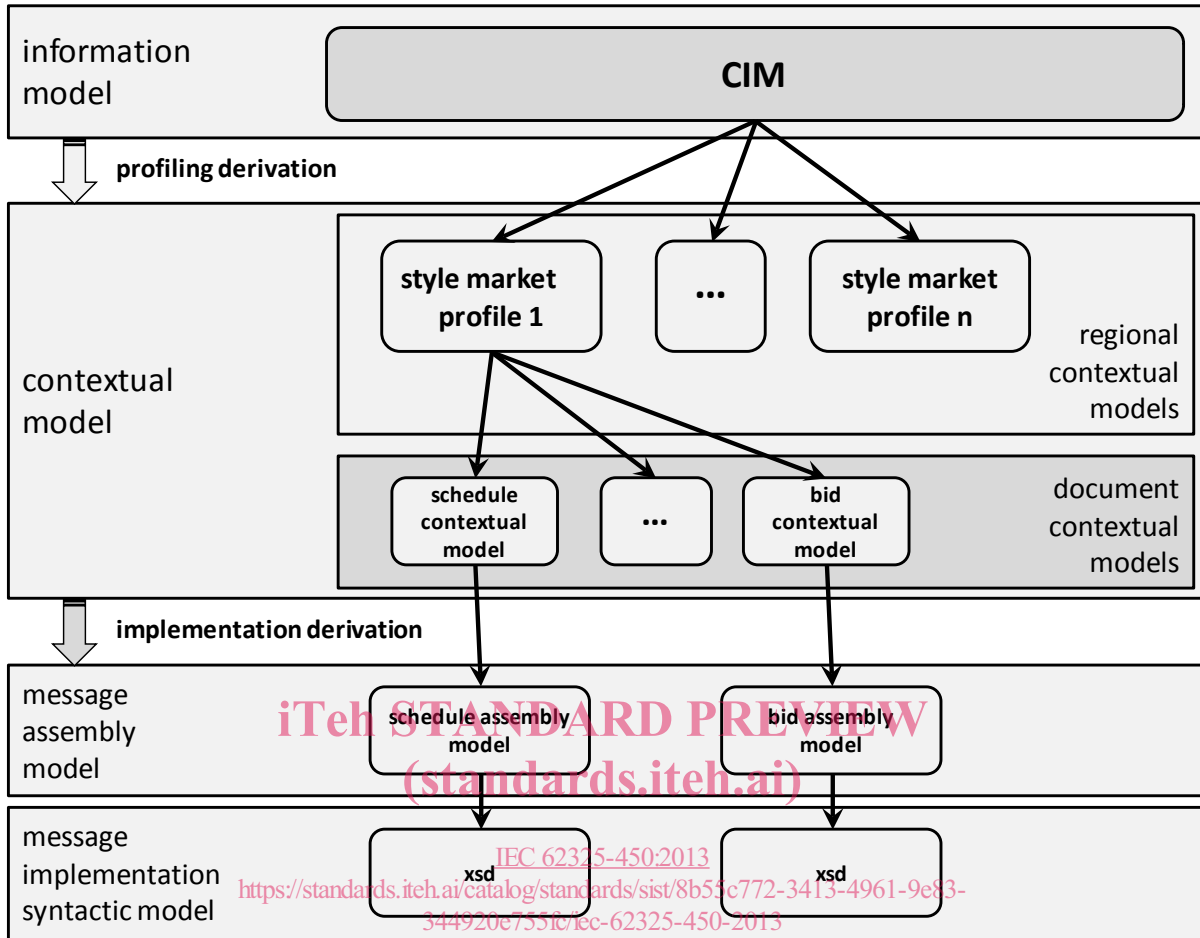 information
model
CIM
profiling derivation
contextual
model
style market
profile 1
...
style market
profile n
regional
contextual
models
schedule
contextual
model
...
bid
contextual
model
document
contextual
models
implementation derivation
message
assembly
model
schedule assembly
model
bid assembly
model
iTeh STANDARD PREVIEW
(standards.iteh.ai)
message
implementation
syntactic model
xsd
xsd
IEC 62325-450:2013
https://standards.iteh.ai/catalog/standards/sist/8b55c772-3413-4961-9e83-
344920e755fc/iec-62325-450-2013